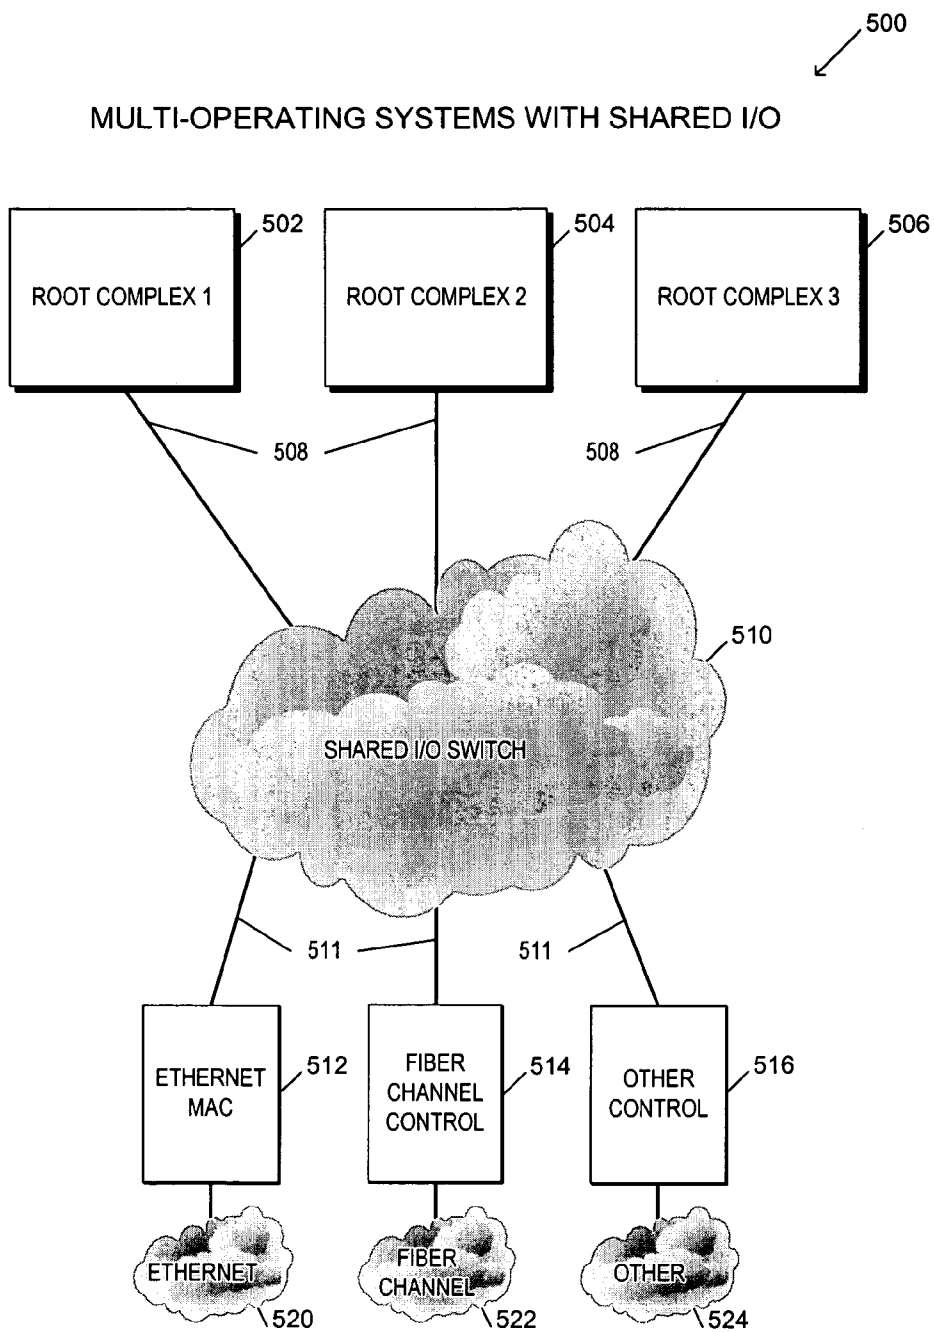 500
MULTI-OPERATING SYSTEMS WITH SHARED I/O
502
504
506
ROOT COMPLEX 1
ROOT COMPLEX 2
ROOT COMPLEX 3
508
508
510
SHARED I/O SWITCH
511
511
ETHERNET
MAC
512
FIBER
CHANNEL
CONTROL
514
OTHER
CONTROL
516
ETHERNET
520
FIBER
CHANNEL
522
OTHER
524